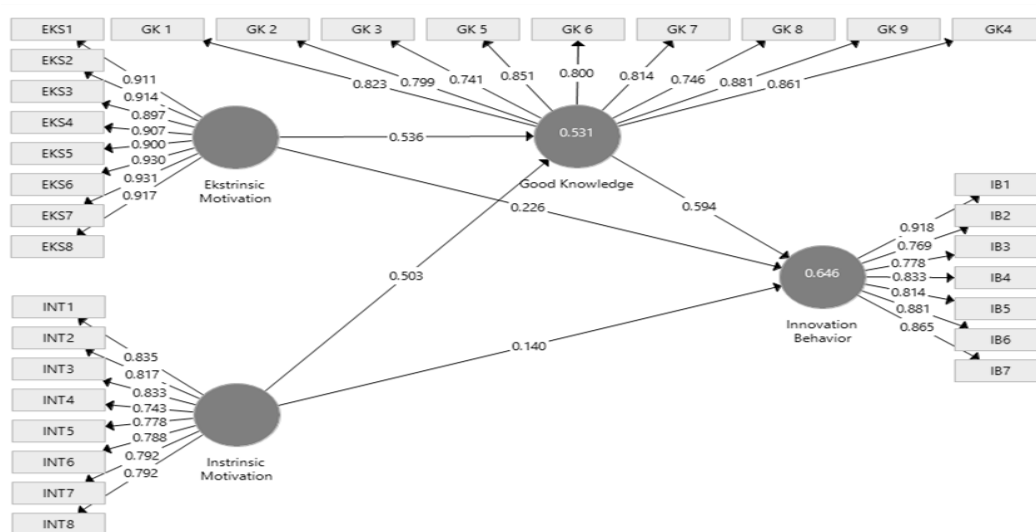 EKS1
GK 1
GK 2
GK 3
GK 5
GK 6
GK 7
GK 8
GK 9
GK4
EKS2
EKS3
EKS4
EKS5
EKS6
EKS7
EKS8
0.911
0.914
0.897
0.907
0.900
0.930
0.931
0.917
0.823
0.799
0.741
0.851
0.800
0.814
0.746
0.881
0.861
Ekstrinsic
Motivation
0.536
0.531
Good Knowledge
0.226
0.594
0.503
0.140
0.646
Innovation
Behavior
IB1
IB2
IB3
IB4
IB5
IB6
IB7
0.918
0.769
0.778
0.833
0.814
0.881
0.865
INT1
INT2
INT3
INT4
INT5
INT6
INT7
INT8
0.835
0.817
0.833
0.743
0.778
0.788
0.792
0.792
Instrinsic
Motivation